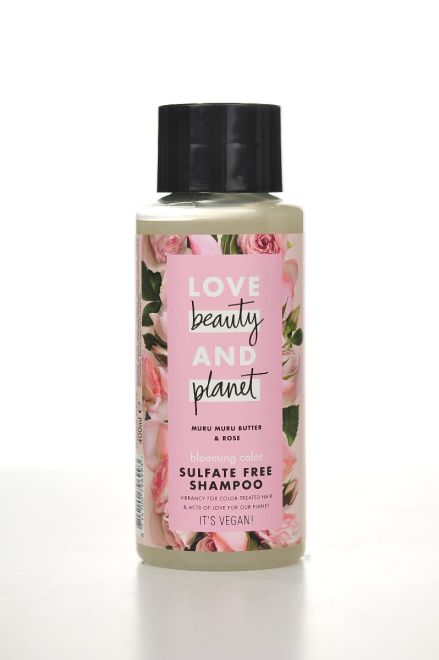 LOVE
beauty
AND
planet
MURU MURU BUTTER
& ROSE
blooming color
SULFATE FREE
SHAMPOO
VIBRANCY FOR COLOR-TREATED HAIR
& ACTS OF LOVE FOR OUR PLANET
IT'S VEGAN!
400ml e